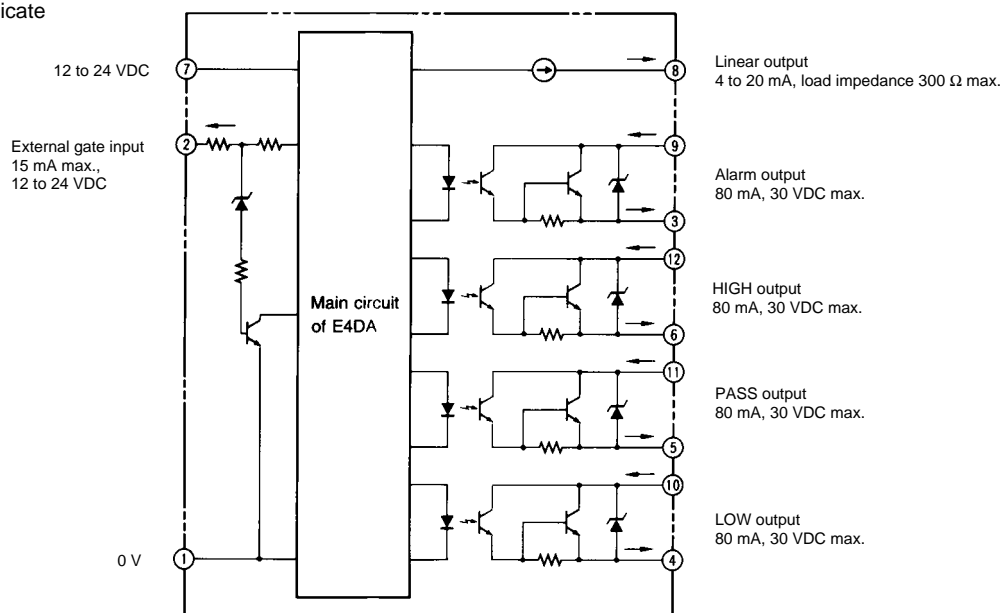 icate
12 to 24 VDC
7
External gate input
15 mA max.,
12 to 24 VDC
2
0 V
1
Main circuit
of E4DA
8
Linear output
4 to 20 mA, load impedance 300 Ω max.
9
Alarm output
80 mA, 30 VDC max.
3
12
HIGH output
80 mA, 30 VDC max.
6
11
PASS output
80 mA, 30 VDC max.
5
10
LOW output
80 mA, 30 VDC max.
4